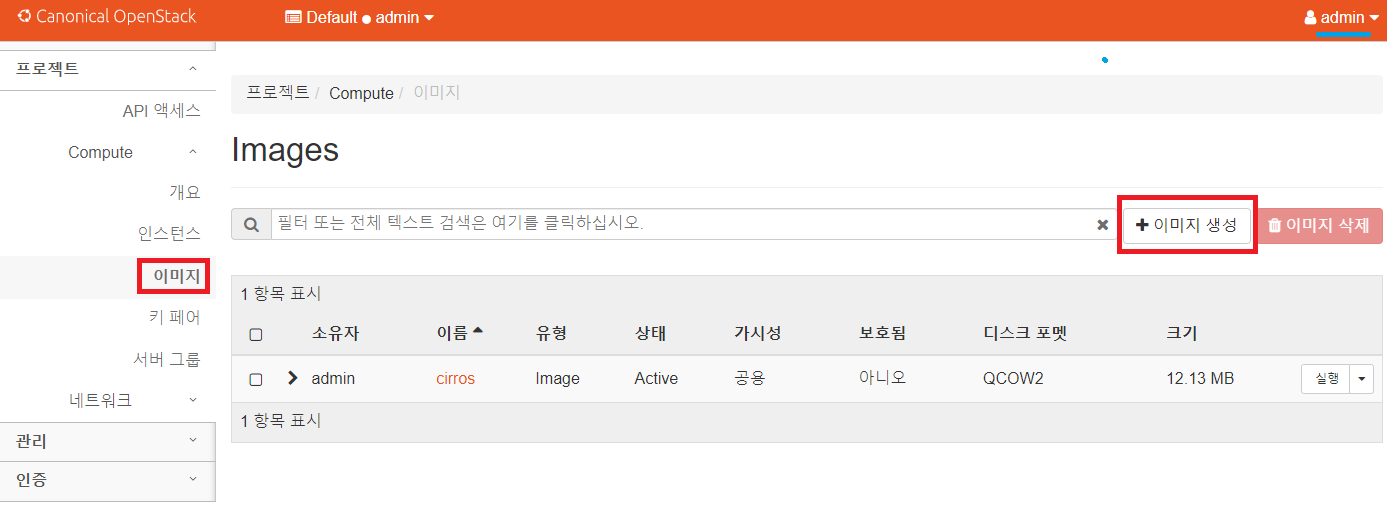 Canonical OpenStack
Default ● admin
admin
프로젝트
API 액세스
Compute
개요
인스턴스
이미지
키 페어
서버 그룹
네트워크
관리
인증
프로젝트 / Compute / 이미지
Images
필터 또는 전체 텍스트 검색은 여기를 클릭하십시오.
이미지 생성
이미지 삭제
1 항목 표시
소유자 이름 유형 상태 가시성 보호됨 디스크 포멧 크기
admin cirros Image Active 공용 아니오 QCOW2 12.13 MB 실행
1 항목 표시